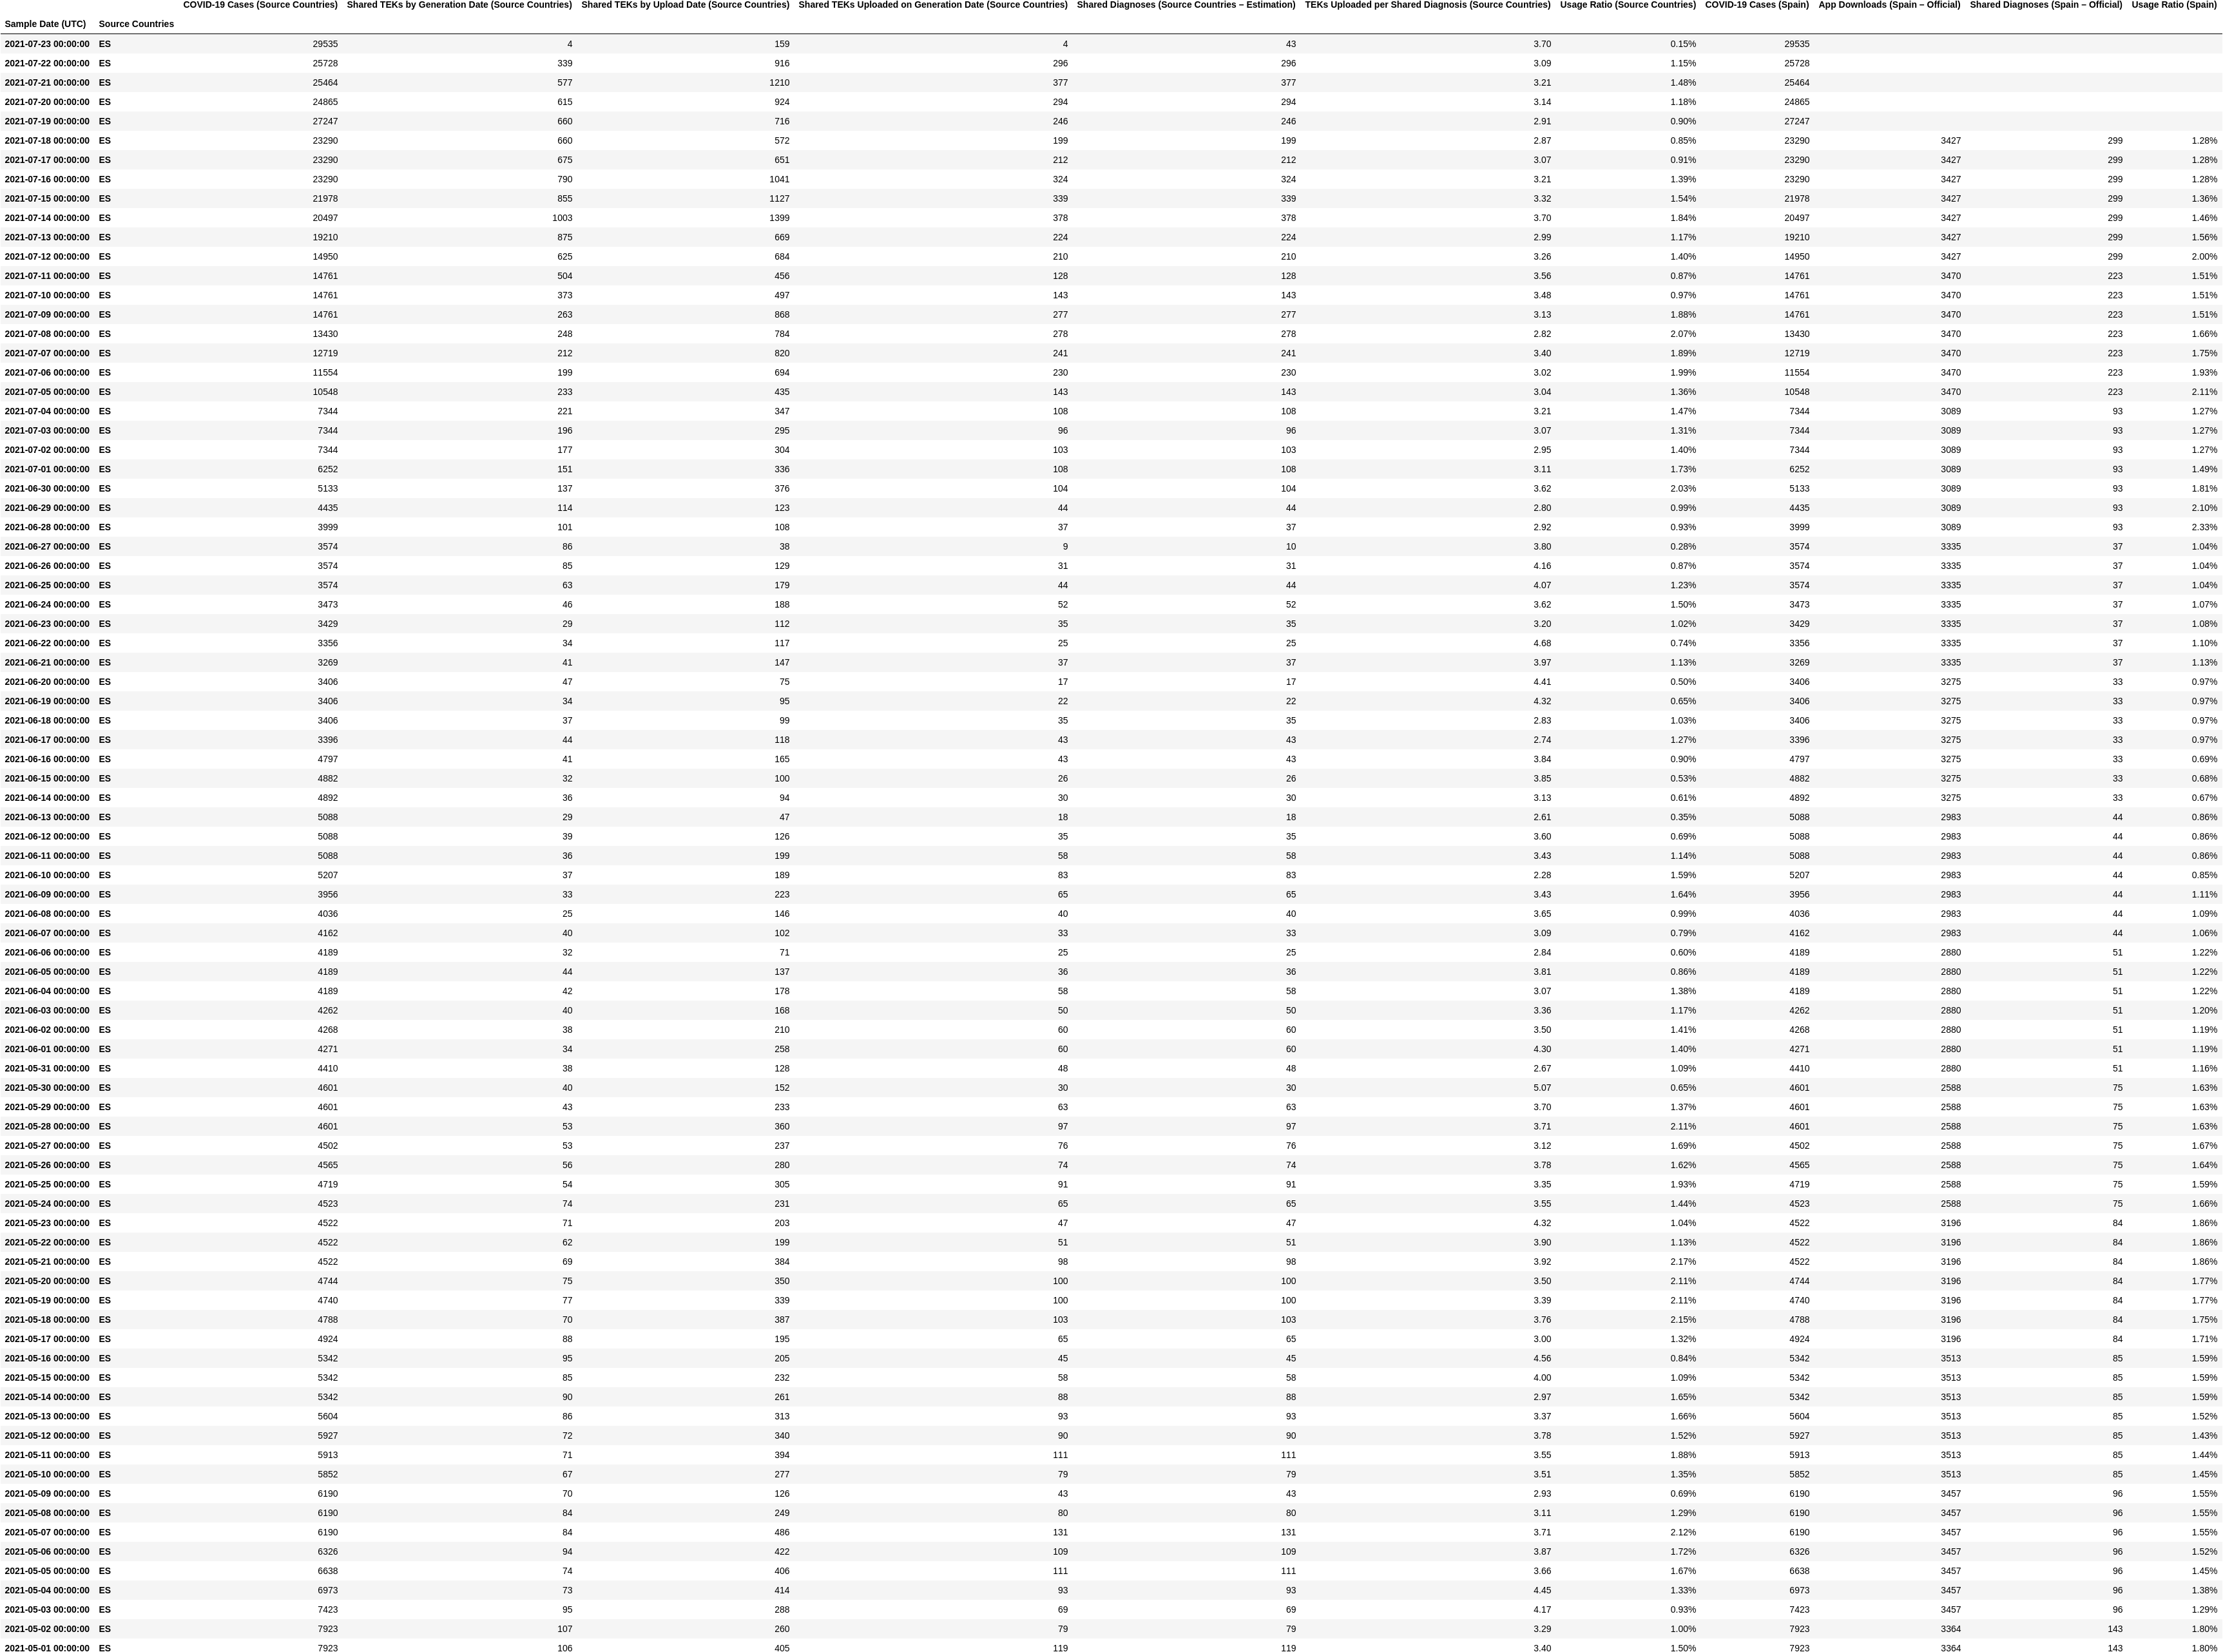 COVID-19 Cases (Source Countries) Shared TEKs by Generation Date (Source Countries) Shared TEKs by Upload Date (Source Countries) Shared TEKs Uploaded on Generation Date (Source Countries) Shared Diagnoses (Source Countries – Estimation) TEKs Uploaded per Shared Diagnosis (Source Countries) Usage Ratio (Source Countries) COVID-19 Cases (Spain) App Downloads (Spain – Official) Shared Diagnoses (Spain – Official) Usage Ratio (Spain)
Sample Date (UTC) Source Countries
2021-07-23 00:00:00 ES 29535 4 159 4 43 3.70 0.15% 29535
2021-07-22 00:00:00 ES 25728 339 916 296 296 3.09 1.15% 25728
2021-07-21 00:00:00 ES 25464 577 1210 377 377 3.21 1.48% 25464
2021-07-20 00:00:00 ES 24865 615 924 294 294 3.14 1.18% 24865
2021-07-19 00:00:00 ES 27247 660 716 246 246 2.91 0.90% 27247
2021-07-18 00:00:00 ES 23290 660 572 199 199 2.87 0.85% 23290 3427 299 1.28%
2021-07-17 00:00:00 ES 23290 675 651 212 212 3.07 0.91% 23290 3427 299 1.28%
2021-07-16 00:00:00 ES 23290 790 1041 324 324 3.21 1.39% 23290 3427 299 1.28%
2021-07-15 00:00:00 ES 21978 855 1127 339 339 3.32 1.54% 21978 3427 299 1.36%
2021-07-14 00:00:00 ES 20497 1003 1399 378 378 3.70 1.84% 20497 3427 299 1.46%
2021-07-13 00:00:00 ES 19210 875 669 224 224 2.99 1.17% 19210 3427 299 1.56%
2021-07-12 00:00:00 ES 14950 625 684 210 210 3.26 1.40% 14950 3427 299 2.00%
2021-07-11 00:00:00 ES 14761 504 456 128 128 3.56 0.87% 14761 3470 223 1.51%
2021-07-10 00:00:00 ES 14761 373 497 143 143 3.48 0.97% 14761 3470 223 1.51%
2021-07-09 00:00:00 ES 14761 263 868 277 277 3.13 1.88% 14761 3470 223 1.51%
2021-07-08 00:00:00 ES 13430 248 784 278 278 2.82 2.07% 13430 3470 223 1.66%
2021-07-07 00:00:00 ES 12719 212 820 241 241 3.40 1.89% 12719 3470 223 1.75%
2021-07-06 00:00:00 ES 11554 199 694 230 230 3.02 1.99% 11554 3470 223 1.93%
2021-07-05 00:00:00 ES 10548 233 435 143 143 3.04 1.36% 10548 3470 223 2.11%
2021-07-04 00:00:00 ES 7344 221 347 108 108 3.21 1.47% 7344 3089 93 1.27%
2021-07-03 00:00:00 ES 7344 196 295 96 96 3.07 1.31% 7344 3089 93 1.27%
2021-07-02 00:00:00 ES 7344 177 304 103 103 2.95 1.40% 7344 3089 93 1.27%
2021-07-01 00:00:00 ES 6252 151 336 108 108 3.11 1.73% 6252 3089 93 1.49%
2021-06-30 00:00:00 ES 5133 137 376 104 104 3.62 2.03% 5133 3089 93 1.81%
2021-06-29 00:00:00 ES 4435 114 123 44 44 2.80 0.99% 4435 3089 93 2.10%
2021-06-28 00:00:00 ES 3999 101 108 37 37 2.92 0.93% 3999 3089 93 2.33%
2021-06-27 00:00:00 ES 3574 86 38 9 10 3.80 0.28% 3574 3335 37 1.04%
2021-06-26 00:00:00 ES 3574 85 129 31 31 4.16 0.87% 3574 3335 37 1.04%
2021-06-25 00:00:00 ES 3574 63 179 44 44 4.07 1.23% 3574 3335 37 1.04%
2021-06-24 00:00:00 ES 3473 46 188 52 52 3.62 1.50% 3473 3335 37 1.07%
2021-06-23 00:00:00 ES 3429 29 112 35 35 3.20 1.02% 3429 3335 37 1.08%
2021-06-22 00:00:00 ES 3356 34 117 25 25 4.68 0.74% 3356 3335 37 1.10%
2021-06-21 00:00:00 ES 3269 41 147 37 37 3.97 1.13% 3269 3335 37 1.13%
2021-06-20 00:00:00 ES 3406 47 75 17 17 4.41 0.50% 3406 3275 33 0.97%
2021-06-19 00:00:00 ES 3406 34 95 22 22 4.32 0.65% 3406 3275 33 0.97%
2021-06-18 00:00:00 ES 3406 37 99 35 35 2.83 1.03% 3406 3275 33 0.97%
2021-06-17 00:00:00 ES 3396 44 118 43 43 2.74 1.27% 3396 3275 33 0.97%
2021-06-16 00:00:00 ES 4797 41 165 43 43 3.84 0.90% 4797 3275 33 0.69%
2021-06-15 00:00:00 ES 4882 32 100 26 26 3.85 0.53% 4882 3275 33 0.68%
2021-06-14 00:00:00 ES 4892 36 94 30 30 3.13 0.61% 4892 3275 33 0.67%
2021-06-13 00:00:00 ES 5088 29 47 18 18 2.61 0.35% 5088 2983 44 0.86%
2021-06-12 00:00:00 ES 5088 39 126 35 35 3.60 0.69% 5088 2983 44 0.86%
2021-06-11 00:00:00 ES 5088 36 199 58 58 3.43 1.14% 5088 2983 44 0.86%
2021-06-10 00:00:00 ES 5207 37 189 83 83 2.28 1.59% 5207 2983 44 0.85%
2021-06-09 00:00:00 ES 3956 33 223 65 65 3.43 1.64% 3956 2983 44 1.11%
2021-06-08 00:00:00 ES 4036 25 146 40 40 3.65 0.99% 4036 2983 44 1.09%
2021-06-07 00:00:00 ES 4162 40 102 33 33 3.09 0.79% 4162 2983 44 1.06%
2021-06-06 00:00:00 ES 4189 32 71 25 25 2.84 0.60% 4189 2880 51 1.22%
2021-06-05 00:00:00 ES 4189 44 137 36 36 3.81 0.86% 4189 2880 51 1.22%
2021-06-04 00:00:00 ES 4189 42 178 58 58 3.07 1.38% 4189 2880 51 1.22%
2021-06-03 00:00:00 ES 4262 40 168 50 50 3.36 1.17% 4262 2880 51 1.20%
2021-06-02 00:00:00 ES 4268 38 210 60 60 3.50 1.41% 4268 2880 51 1.19%
2021-06-01 00:00:00 ES 4271 34 258 60 60 4.30 1.40% 4271 2880 51 1.19%
2021-05-31 00:00:00 ES 4410 38 128 48 48 2.67 1.09% 4410 2880 51 1.16%
2021-05-30 00:00:00 ES 4601 40 152 30 30 5.07 0.65% 4601 2588 75 1.63%
2021-05-29 00:00:00 ES 4601 43 233 63 63 3.70 1.37% 4601 2588 75 1.63%
2021-05-28 00:00:00 ES 4601 53 360 97 97 3.71 2.11% 4601 2588 75 1.63%
2021-05-27 00:00:00 ES 4502 53 237 76 76 3.12 1.69% 4502 2588 75 1.67%
2021-05-26 00:00:00 ES 4565 56 280 74 74 3.78 1.62% 4565 2588 75 1.64%
2021-05-25 00:00:00 ES 4719 54 305 91 91 3.35 1.93% 4719 2588 75 1.59%
2021-05-24 00:00:00 ES 4523 74 231 65 65 3.55 1.44% 4523 2588 75 1.66%
2021-05-23 00:00:00 ES 4522 71 203 47 47 4.32 1.04% 4522 3196 84 1.86%
2021-05-22 00:00:00 ES 4522 62 199 51 51 3.90 1.13% 4522 3196 84 1.86%
2021-05-21 00:00:00 ES 4522 69 384 98 98 3.92 2.17% 4522 3196 84 1.86%
2021-05-20 00:00:00 ES 4744 75 350 100 100 3.50 2.11% 4744 3196 84 1.77%
2021-05-19 00:00:00 ES 4740 77 339 100 100 3.39 2.11% 4740 3196 84 1.77%
2021-05-18 00:00:00 ES 4788 70 387 103 103 3.76 2.15% 4788 3196 84 1.75%
2021-05-17 00:00:00 ES 4924 88 195 65 65 3.00 1.32% 4924 3196 84 1.71%
2021-05-16 00:00:00 ES 5342 95 205 45 45 4.56 0.84% 5342 3513 85 1.59%
2021-05-15 00:00:00 ES 5342 85 232 58 58 4.00 1.09% 5342 3513 85 1.59%
2021-05-14 00:00:00 ES 5342 90 261 88 88 2.97 1.65% 5342 3513 85 1.59%
2021-05-13 00:00:00 ES 5604 86 313 93 93 3.37 1.66% 5604 3513 85 1.52%
2021-05-12 00:00:00 ES 5927 72 340 90 90 3.78 1.52% 5927 3513 85 1.43%
2021-05-11 00:00:00 ES 5913 71 394 111 111 3.55 1.88% 5913 3513 85 1.44%
2021-05-10 00:00:00 ES 5852 67 277 79 79 3.51 1.35% 5852 3513 85 1.45%
2021-05-09 00:00:00 ES 6190 70 126 43 43 2.93 0.69% 6190 3457 96 1.55%
2021-05-08 00:00:00 ES 6190 84 249 80 80 3.11 1.29% 6190 3457 96 1.55%
2021-05-07 00:00:00 ES 6190 84 486 131 131 3.71 2.12% 6190 3457 96 1.55%
2021-05-06 00:00:00 ES 6326 94 422 109 109 3.87 1.72% 6326 3457 96 1.52%
2021-05-05 00:00:00 ES 6638 74 406 111 111 3.66 1.67% 6638 3457 96 1.45%
2021-05-04 00:00:00 ES 6973 73 414 93 93 4.45 1.33% 6973 3457 96 1.38%
2021-05-03 00:00:00 ES 7423 95 288 69 69 4.17 0.93% 7423 3457 96 1.29%
2021-05-02 00:00:00 ES 7923 107 260 79 79 3.29 1.00% 7923 3364 143 1.80%
2021-05-01 00:00:00 ES 7923 106 405 119 119 3.40 1.50% 7923 3364 143 1.80%